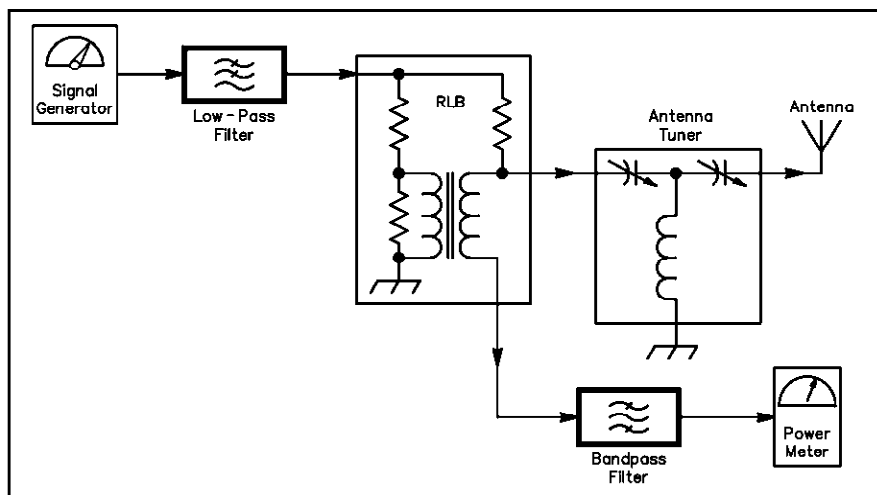 Signal
Generator
Low-Pass
Filter
RLB
Antenna
Tuner
Antenna
Bandpass
Filter
Power
Meter